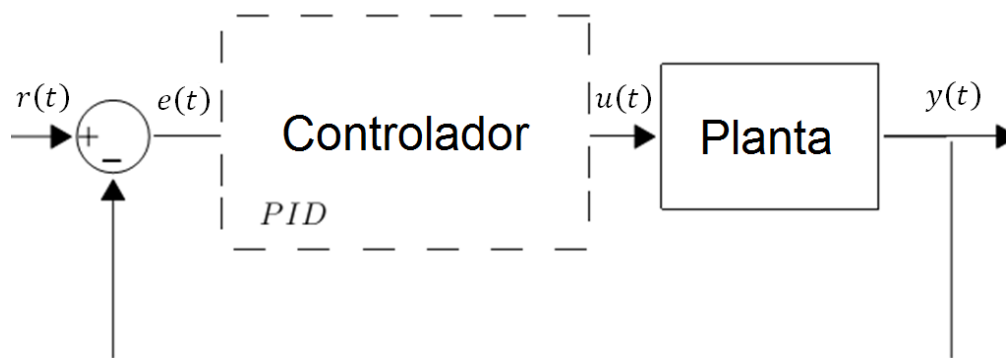 r(t)
e(t)
Controlador
PID
u(t)
Planta
y(t)
+
−